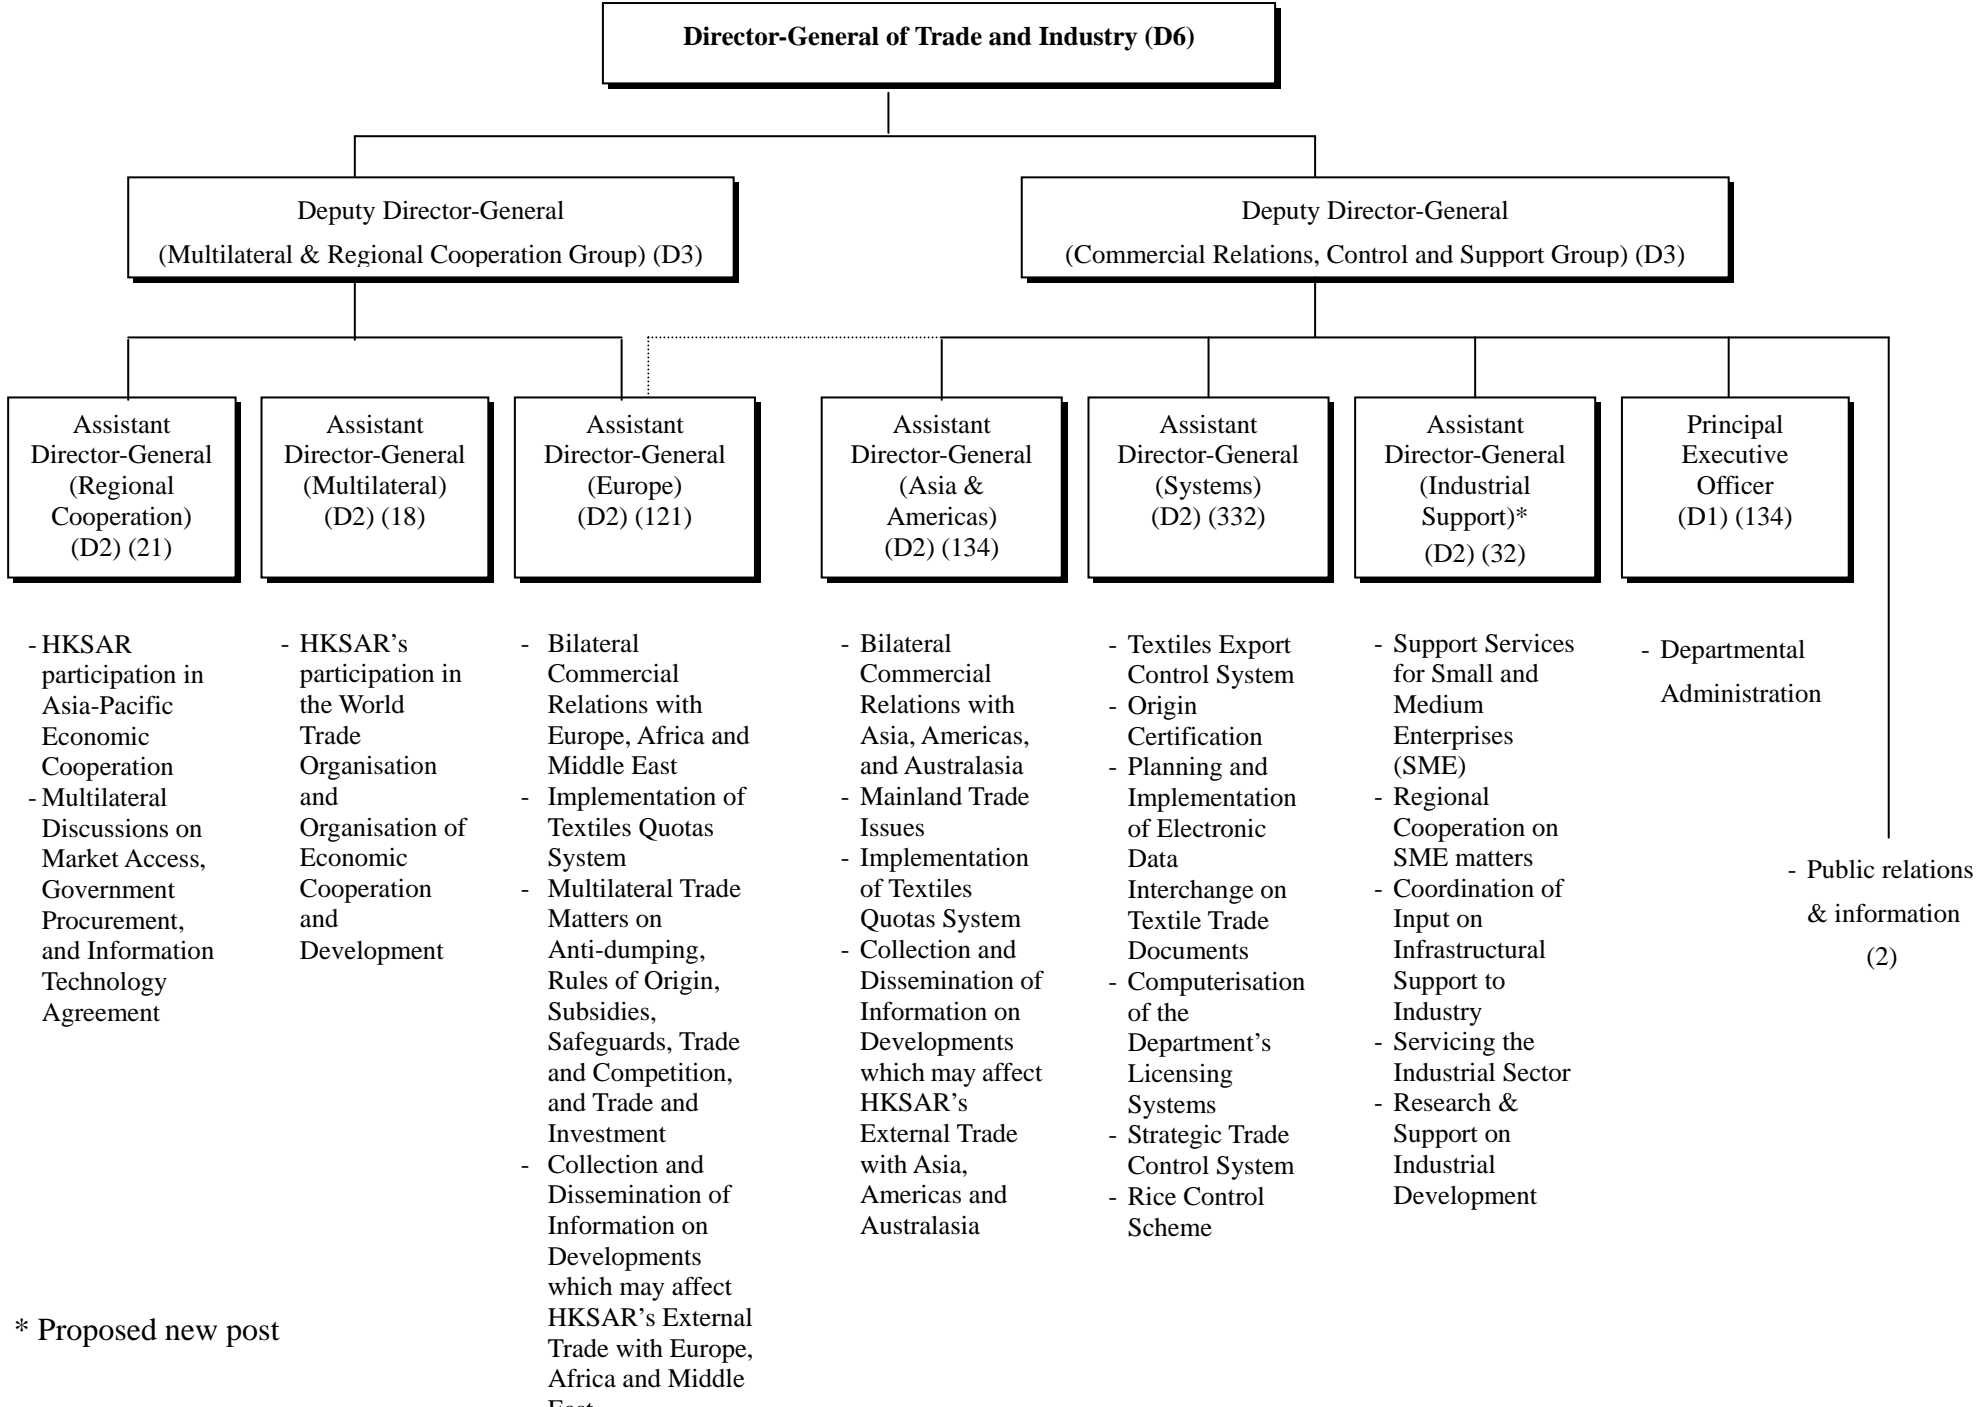 Director-General of Trade and Industry (D6)
Deputy Director-General
(Multilateral & Regional Cooperation Group) (D3)
Deputy Director-General
(Commercial Relations, Control and Support Group) (D3)
Assistant
Director-General
(Regional
Cooperation)
(D2) (21)
Assistant
Director-General
(Multilateral)
(D2) (18)
Assistant
Director-General
(Europe)
(D2) (121)
Assistant
Director-General
(Asia &
Americas)
(D2) (134)
Assistant
Director-General
(Systems)
(D2) (332)
Assistant
Director-General
(Industrial
Support)*
(D2) (32)
Principal
Executive
Officer
(D1) (134)
- HKSAR
participation in
Asia-Pacific
Economic
Cooperation
- Multilateral
Discussions on
Market Access,
Government
Procurement,
and Information
Technology
Agreement
- HKSAR’s
participation in
the World
Trade
Organisation
and
Organisation of
Economic
Cooperation
and
Development
- Bilateral
Commercial
Relations with
Europe, Africa and
Middle East
- Implementation of
Textiles Quotas
System
- Multilateral Trade
Matters on
Anti-dumping,
Rules of Origin,
Subsidies,
Safeguards, Trade
and Competition,
and Trade and
Investment
- Collection and
Dissemination of
Information on
Developments
which may affect
HKSAR’s External
Trade with Europe,
Africa and Middle
- Bilateral
Commercial
Relations with
Asia, Americas,
and Australasia
- Mainland Trade
Issues
- Implementation
of Textiles
Quotas System
- Collection and
Dissemination of
Information on
Developments
which may affect
HKSAR’s
External Trade
with Asia,
Americas and
Australasia
- Textiles Export
Control System
- Origin
Certification
- Planning and
Implementation
of Electronic
Data
Interchange on
Textile Trade
Documents
- Computerisation
of the
Department’s
Licensing
Systems
- Strategic Trade
Control System
- Rice Control
Scheme
- Support Services
for Small and
Medium
Enterprises
(SME)
- Regional
Cooperation on
SME matters
- Coordination of
Input on
Infrastructural
Support to
Industry
- Servicing the
Industrial Sector
- Research &
Support on
Industrial
Development
- Departmental
Administration
- Public relations
& information
(2)
* Proposed new post